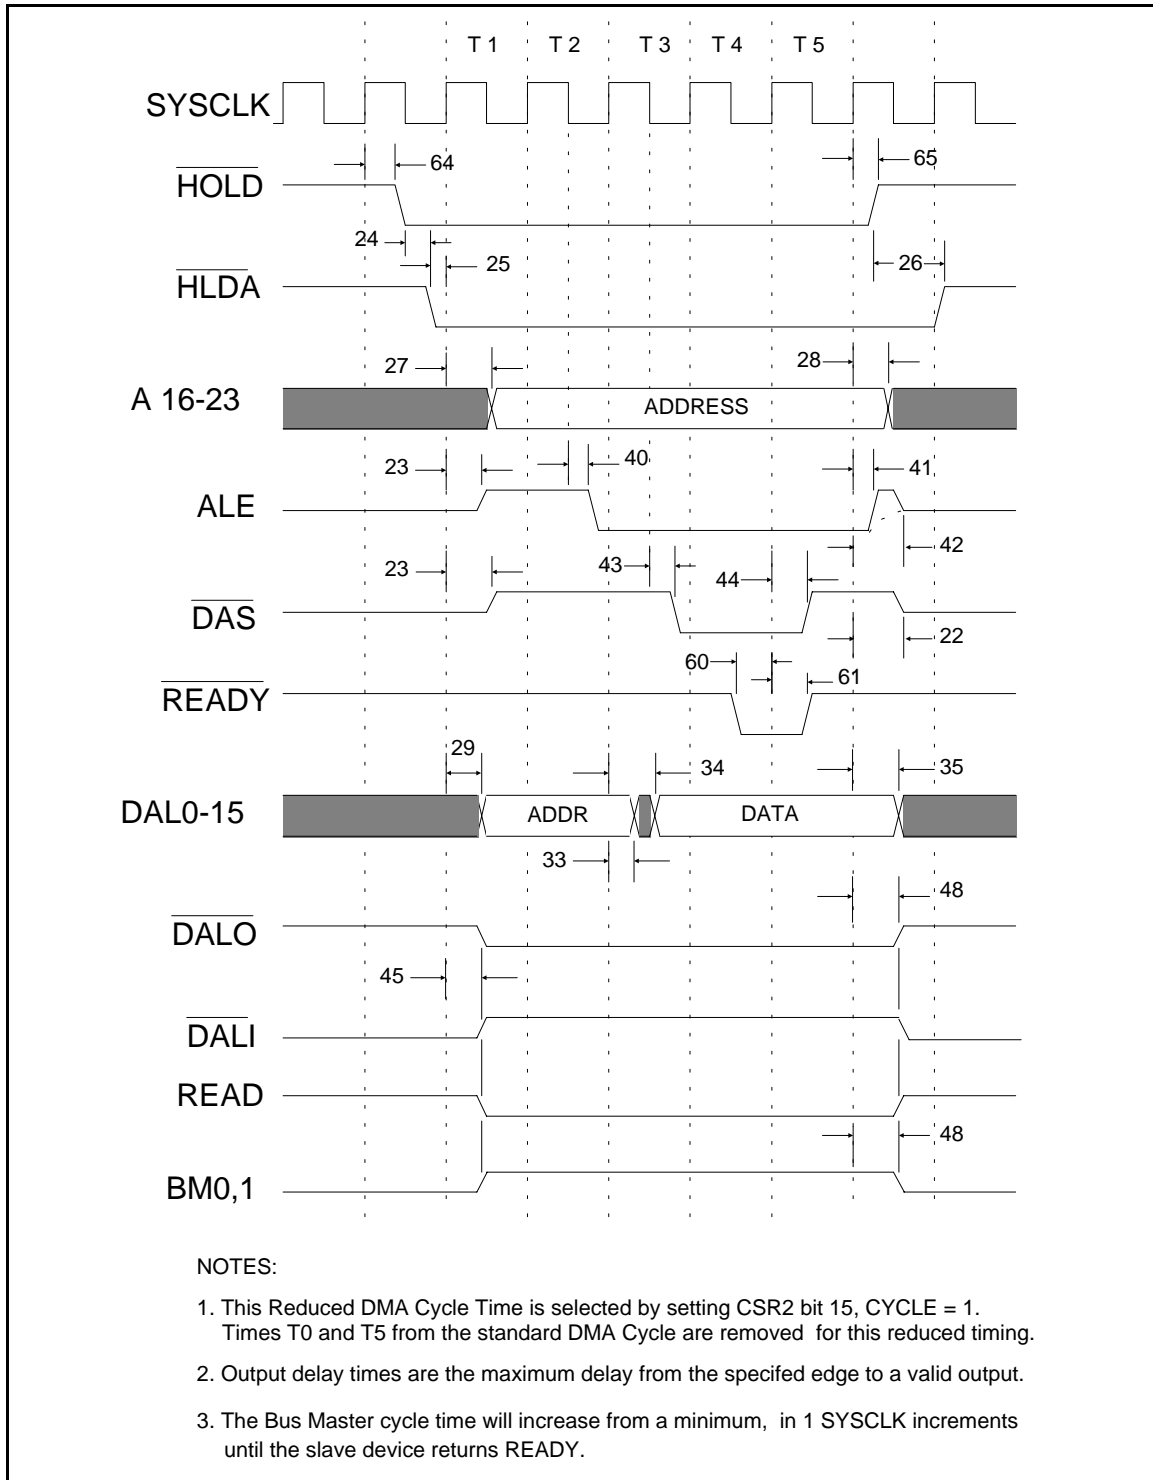 T 1 T 2 T 3 T 4 T 5
SYSCLK
64 65
HOLD
24
25 26
HLDA
27 28
A 16-23
ADDRESS
23 40 41
ALE
42
23 43 44
DAS
22
60
61
READY
29 34 35
DAL0-15
ADDR DATA
33
48
DALO
45
DALI
READ
48
BM0,1
NOTES:
1. This Reduced DMA Cycle Time is selected by setting CSR2 bit 15, CYCLE = 1.
Times T0 and T5 from the standard DMA Cycle are removed for this reduced timing.
2. Output delay times are the maximum delay from the specifed edge to a valid output.
3. The Bus Master cycle time will increase from a minimum, in 1 SYSCLK increments
until the slave device returns READY.